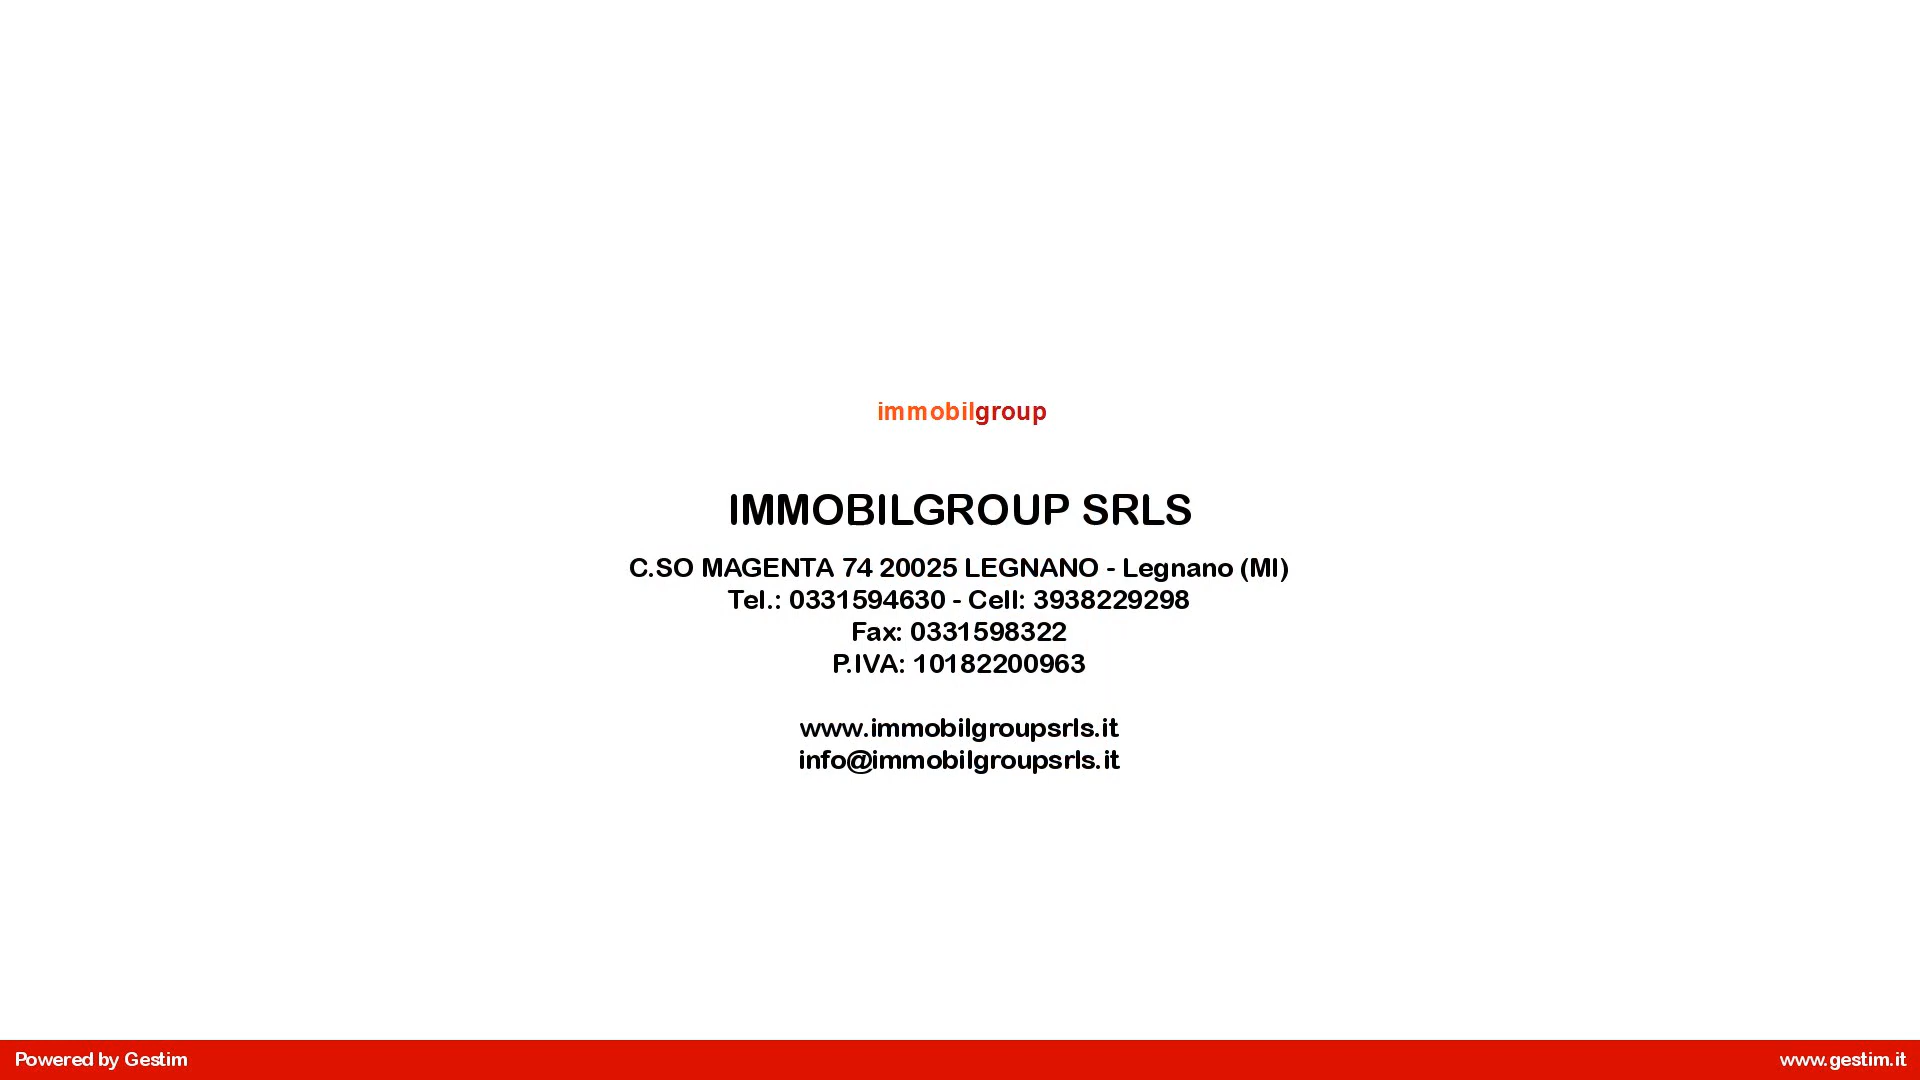 immobilgroup
IMMOBILGROUP SRLS
C.SO MAGENTA 74 20025 LEGNANO - Legnano (MI)
Tel.: 0331594630 - Cell: 3938229298
Fax: 0331598322
P.IVA: 10182200963
www.immobilgroupsrls.it
info@immobilgroupsrls.it
Powered by Gestim
www.gestim.it